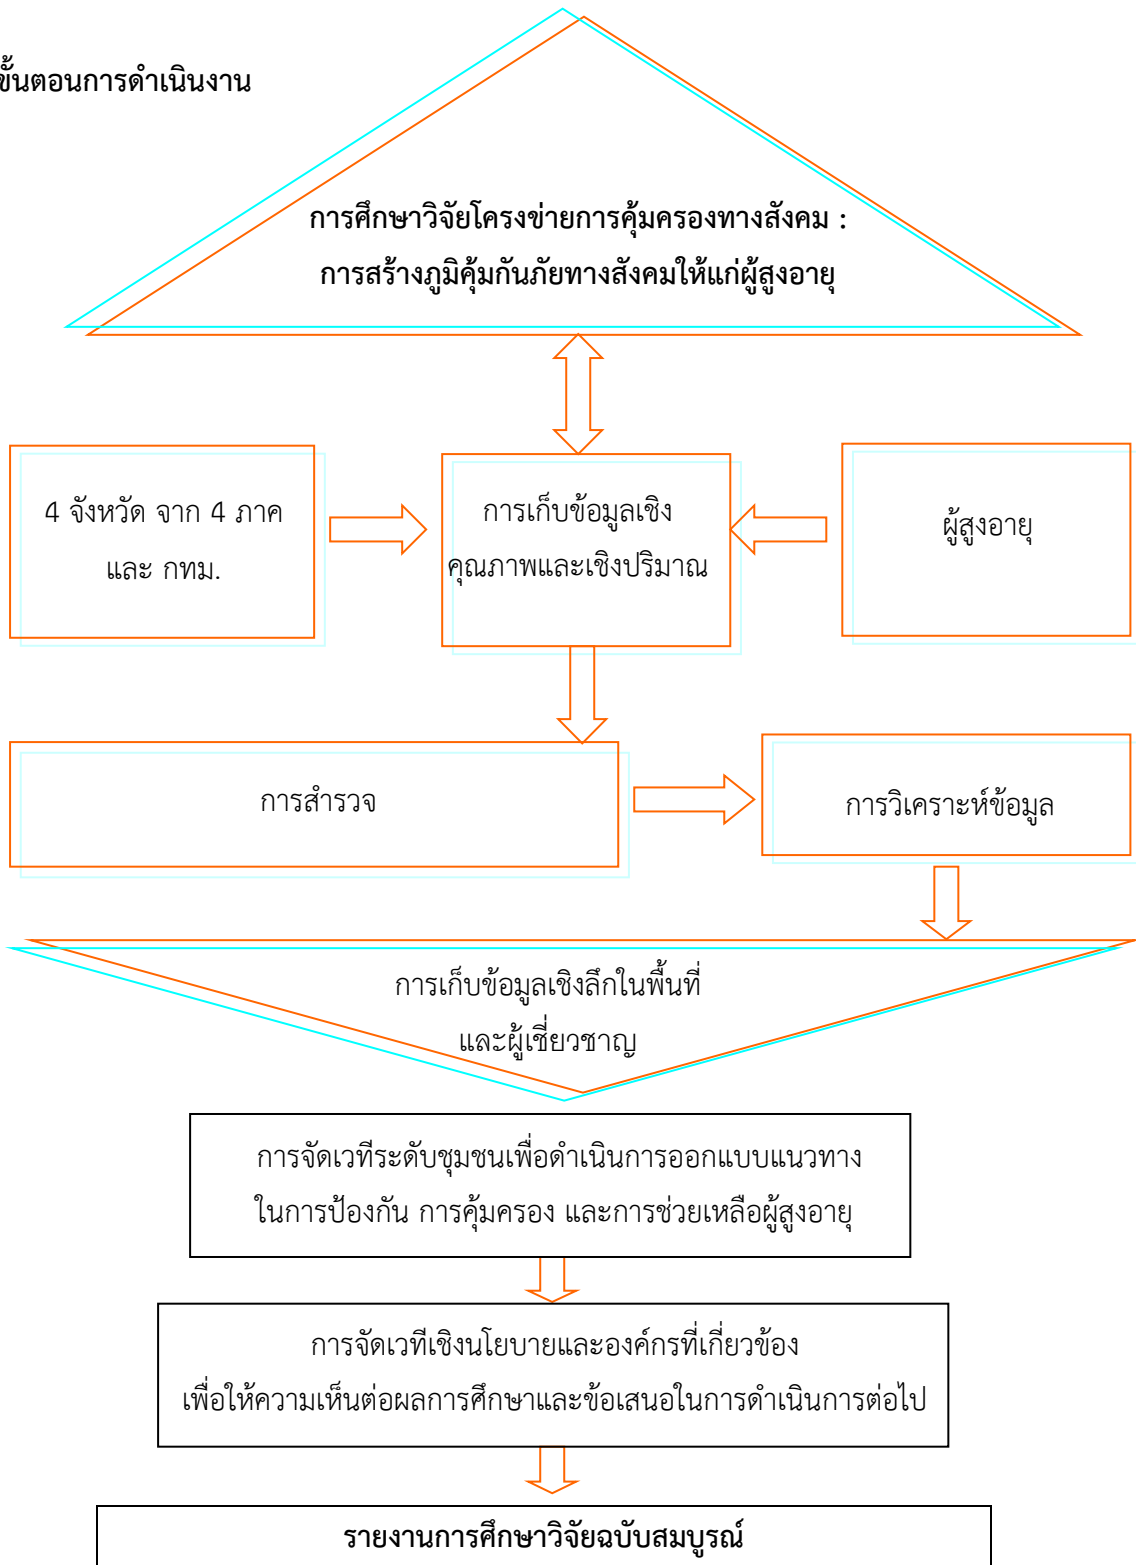 ขั้นตอนการดำเนินงาน
การศึกษาวิจัยโครงข่ายการคุ้มครองทางสังคม :
การสร้างภูมิคุ้มกันภัยทางสังคมให้แก่ผู้สูงอายุ
4 จังหวัด จาก 4 ภาค
และ กทม.
การเก็บข้อมูลเชิง
คุณภาพและเชิงปริมาณ
ผู้สูงอายุ
การสำรวจ
การวิเคราะห์ข้อมูล
การเก็บข้อมูลเชิงลึกในพื้นที่
และผู้เชี่ยวชาญ
การจัดเวทีระดับชุมชนเพื่อดำเนินการออกแบบแนวทาง
ในการป้องกัน การคุ้มครอง และการช่วยเหลือผู้สูงอายุ
การจัดเวทีเชิงนโยบายและองค์กรที่เกี่ยวข้อง
เพื่อให้ความเห็นต่อผลการศึกษาและข้อเสนอในการดำเนินการต่อไป
รายงานการศึกษาวิจัยฉบับสมบูรณ์